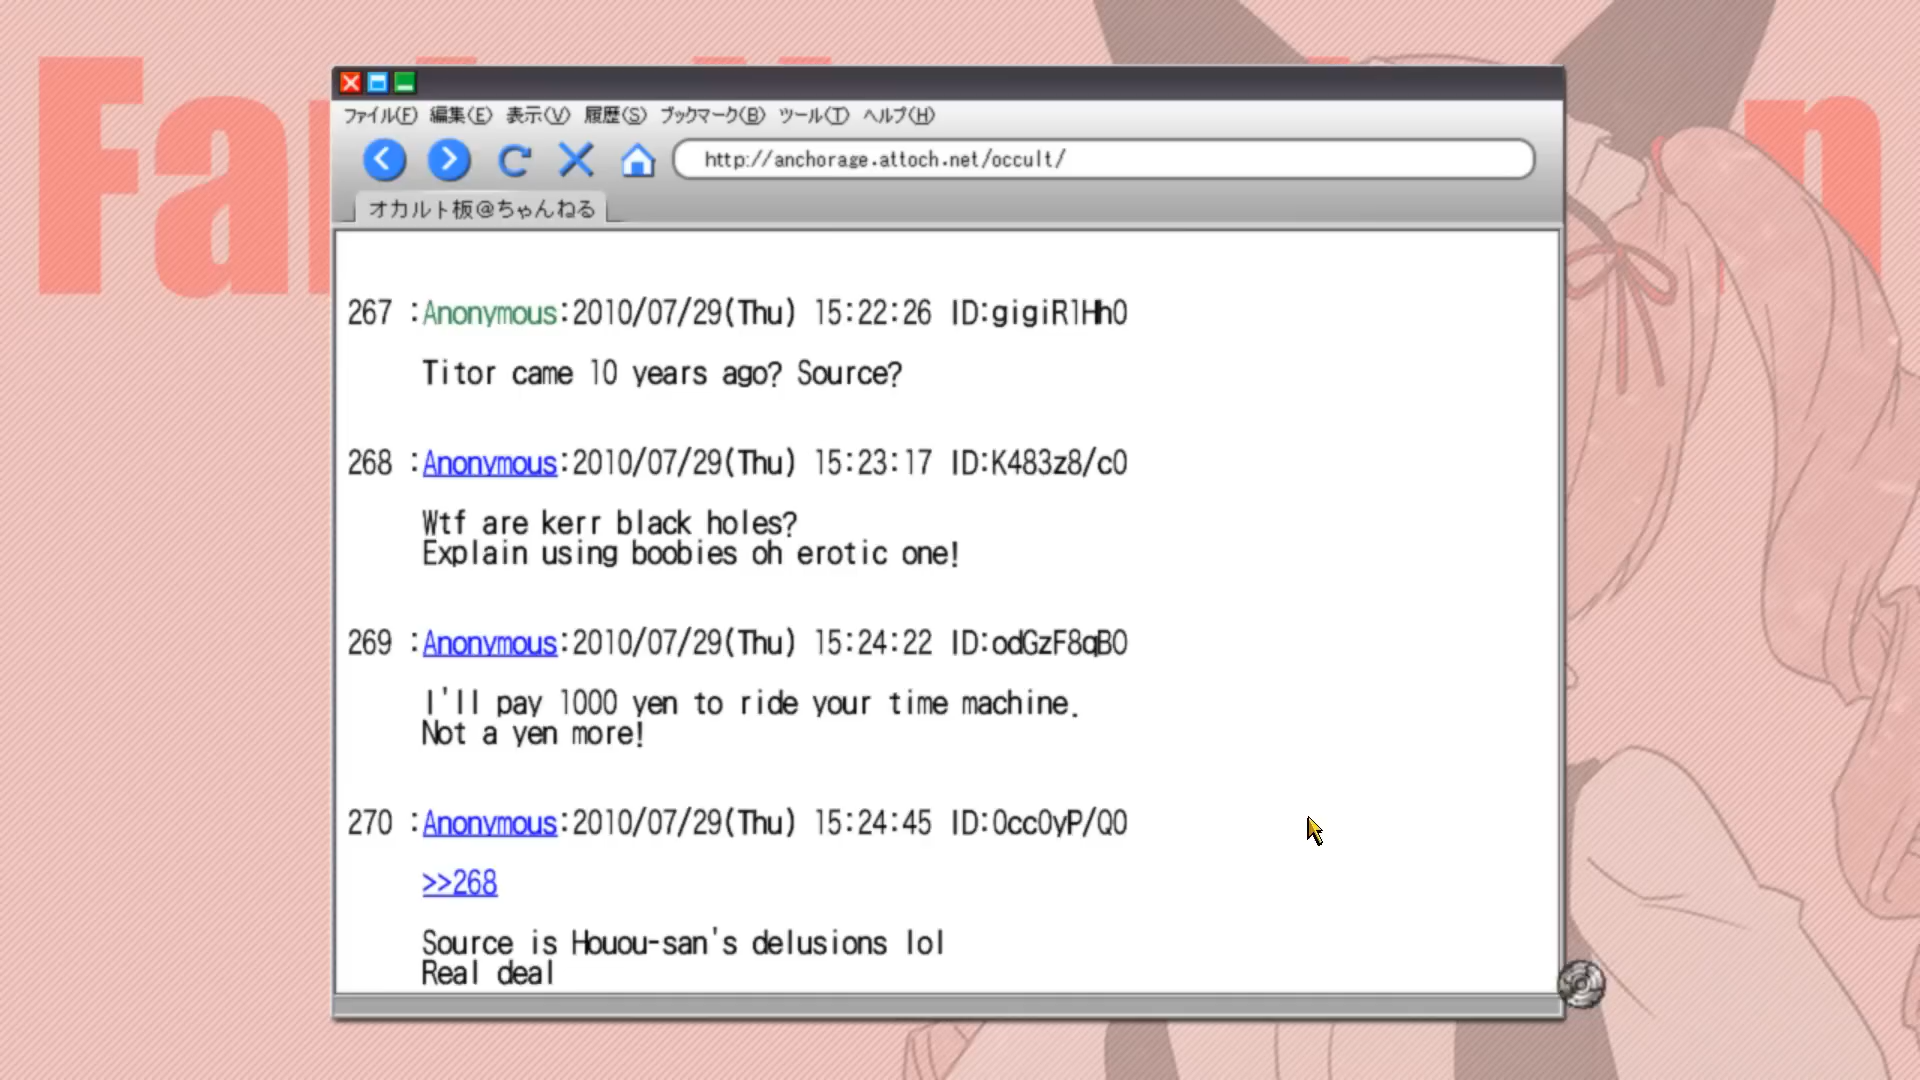 ファイル(F) 編集(E) 表示(V) 履歴(S) ブックマーク(B) ツール(T) ヘルプ(H)
http://anchorage.attoch.net/occult/
オカルト板@ちゃんねる
267 :Anonymous:2010/07/29(Thu) 15:22:26 ID:gigiR1Hh0
Titor came 10 years ago? Source?
268 :Anonymous:2010/07/29(Thu) 15:23:17 ID:K483z8/c0
Wtf are kerr black holes?
Explain using boobies oh erotic one!
269 :Anonymous:2010/07/29(Thu) 15:24:22 ID:odGzF8qB0
I'll pay 1000 yen to ride your time machine.
Not a yen more!
270 :Anonymous:2010/07/29(Thu) 15:24:45 ID:0cc0yP/Q0
>>268
Source is Houou-san's delusions lol
Real deal